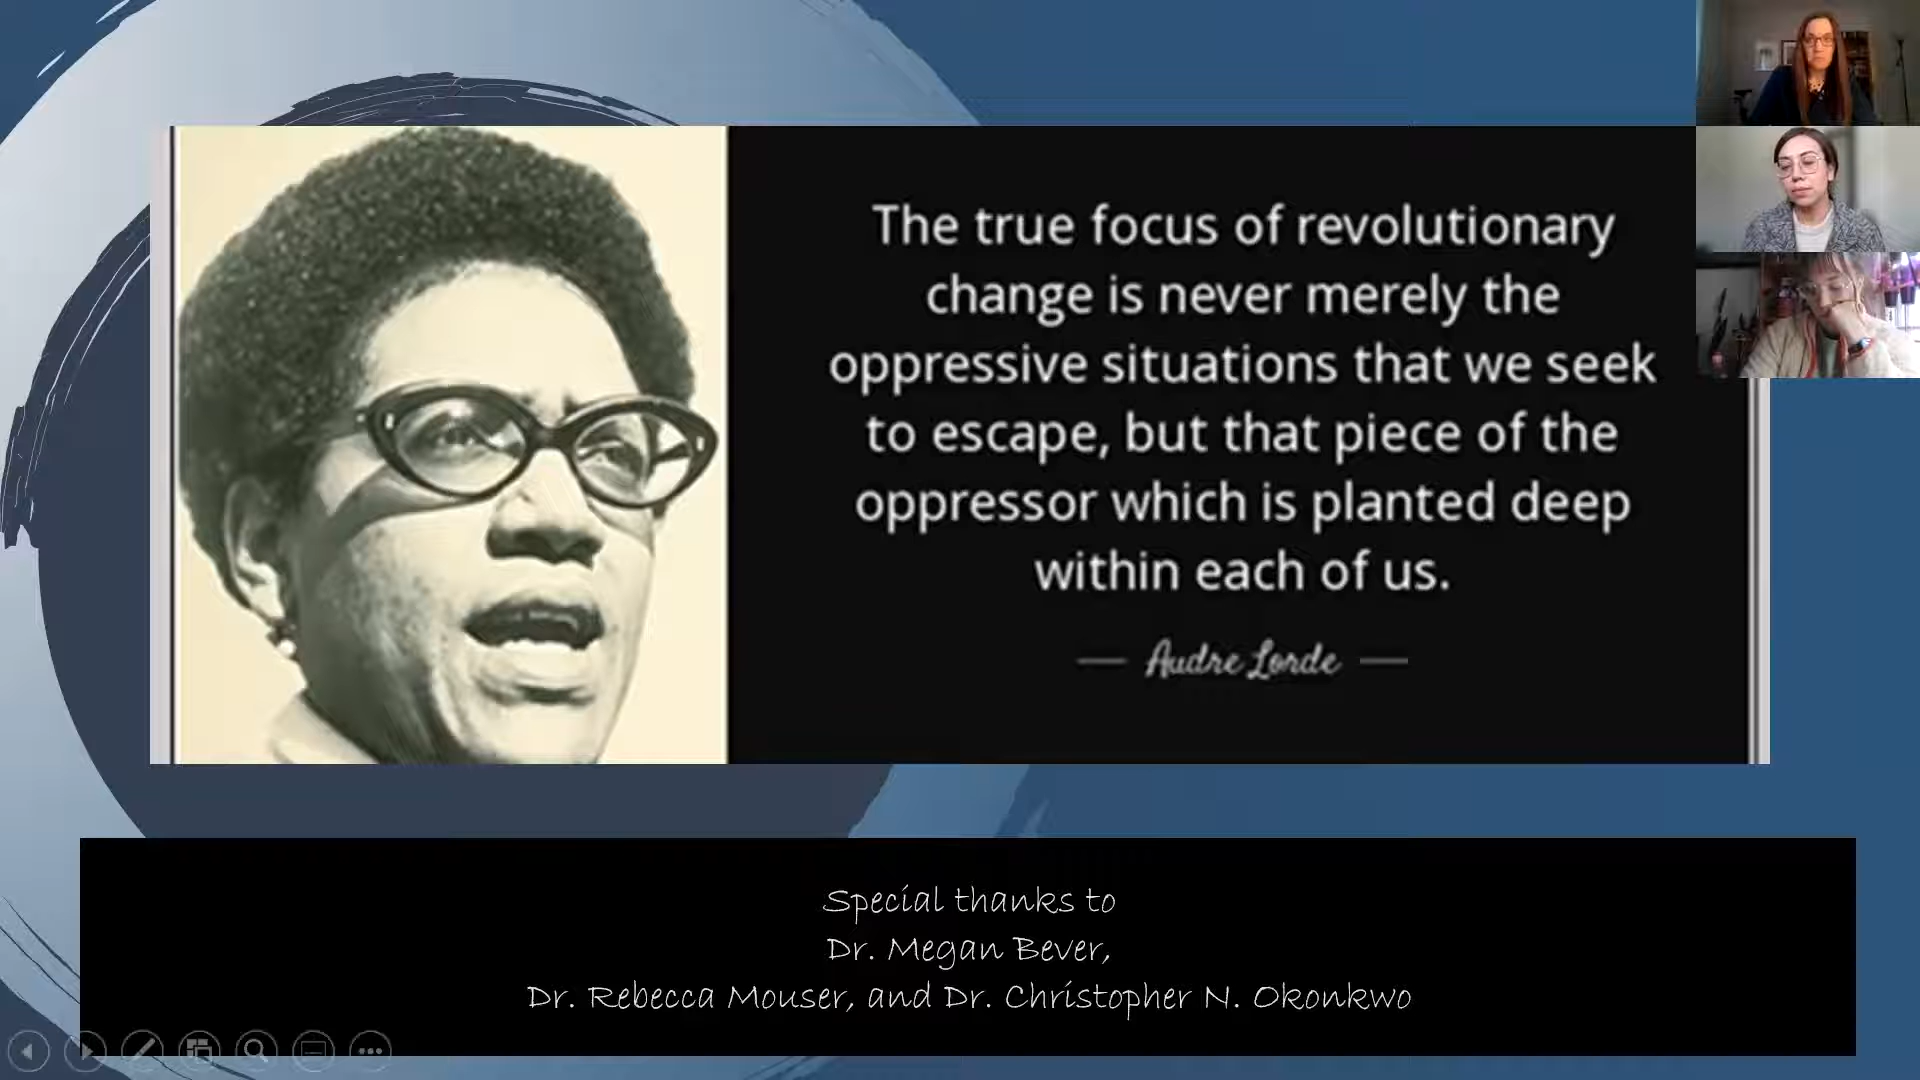 The true focus of revolutionary
change is never merely the
oppressive situations that we seek
to escape, but that piece of the
oppressor which is planted deep
within each of us.
— Audre Lorde —
Special thanks to
Dr. Megan Bever,
Dr. Rebecca Mouser, and Dr. Christopher N. Okonkwo